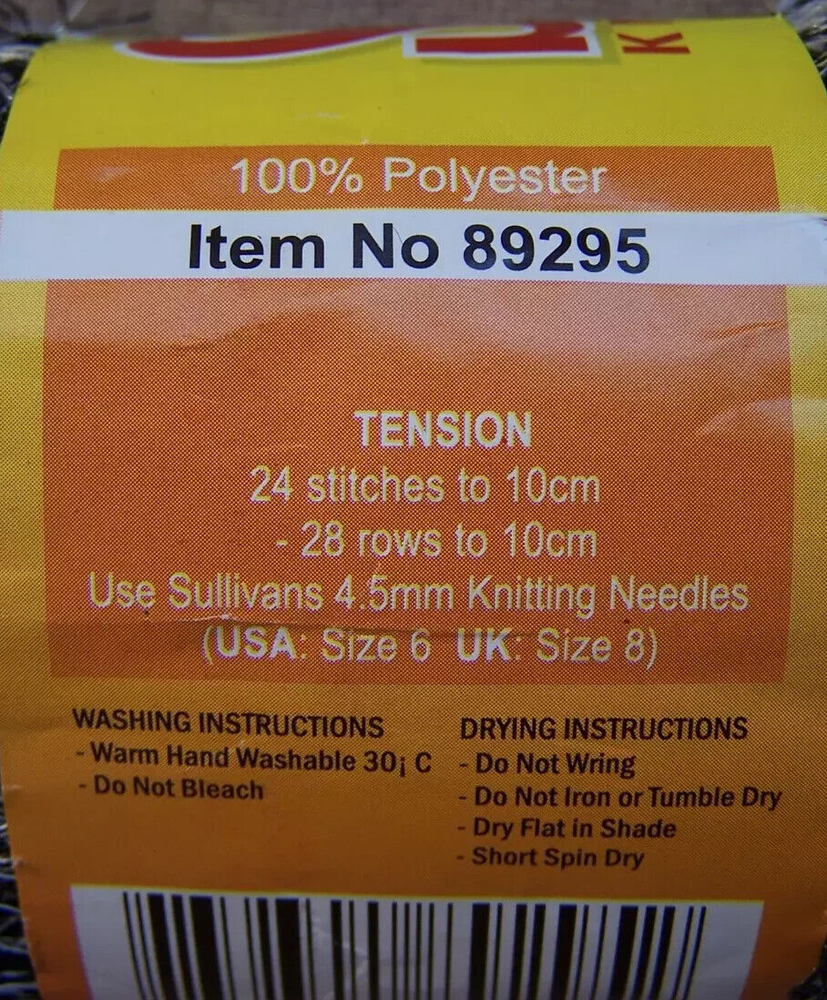 K
100% Polyester
Item No 89295
TENSION
24 stitches to 10cm
- 28 rows to 10cm
Use Sullivans 4.5mm Knitting Needles
(USA: Size 6 UK: Size 8)
WASHING INSTRUCTIONS
- Warm Hand Washable 30¡ C
- Do Not Bleach
DRYING INSTRUCTIONS
- Do Not Wring
- Do Not Iron or Tumble Dry
- Dry Flat in Shade
- Short Spin Dry